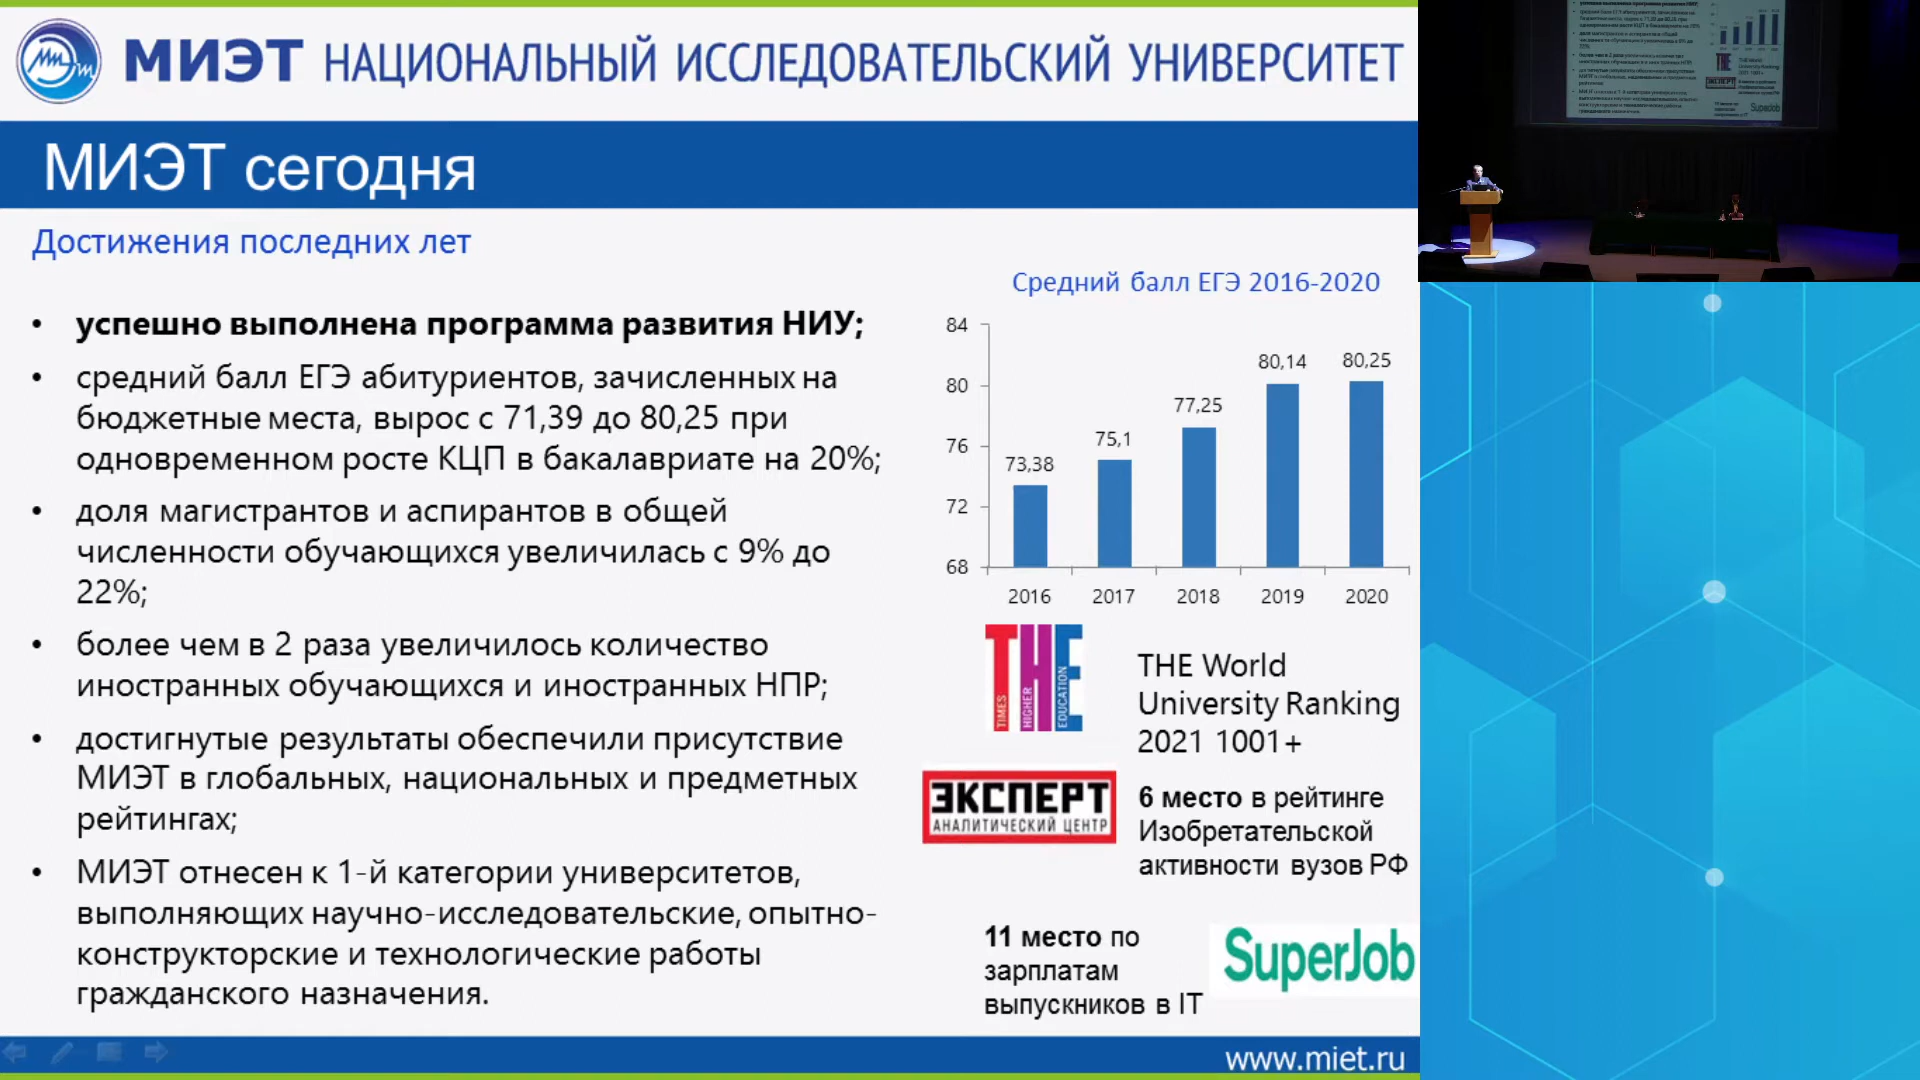 МИЭТ НАЦИОНАЛЬНЫЙ ИССЛЕДОВАТЕЛЬСКИЙ УНИВЕРСИТЕТ
МИЭТ сегодня
Достижения последних лет
• успешно выполнена программа развития НИУ;
• средний балл ЕГЭ абитуриентов, зачисленных на
бюджетные места, вырос с 71,39 до 80,25 при
одновременном росте КЦП в бакалавриате на 20%;
• доля магистрантов и аспирантов в общей
численности обучающихся увеличилась с 9% до
22%;
• более чем в 2 раза увеличилось количество
иностранных обучающихся и иностранных НПР;
• достигнутые результаты обеспечили присутствие
МИЭТ в глобальных, национальных и предметных
рейтингах;
• МИЭТ отнесен к 1-й категории университетов,
выполняющих научно-исследовательские, опытно-
конструкторские и технологические работы
гражданского назначения.
Средний балл ЕГЭ 2016-2020
84
80
76
72
68
73,38
75,1
77,25
80,14
80,25
2016 2017 2018 2019 2020
THE
TIMES HIGHER EDUCATION
THE World
University Ranking
2021 1001+
ЭКСПЕРТ
АНАЛИТИЧЕСКИЙ ЦЕНТР
6 место в рейтинге
Изобретательской
активности вузов РФ
11 место по
зарплатам
выпускников в IT
SuperJob
www.miet.ru